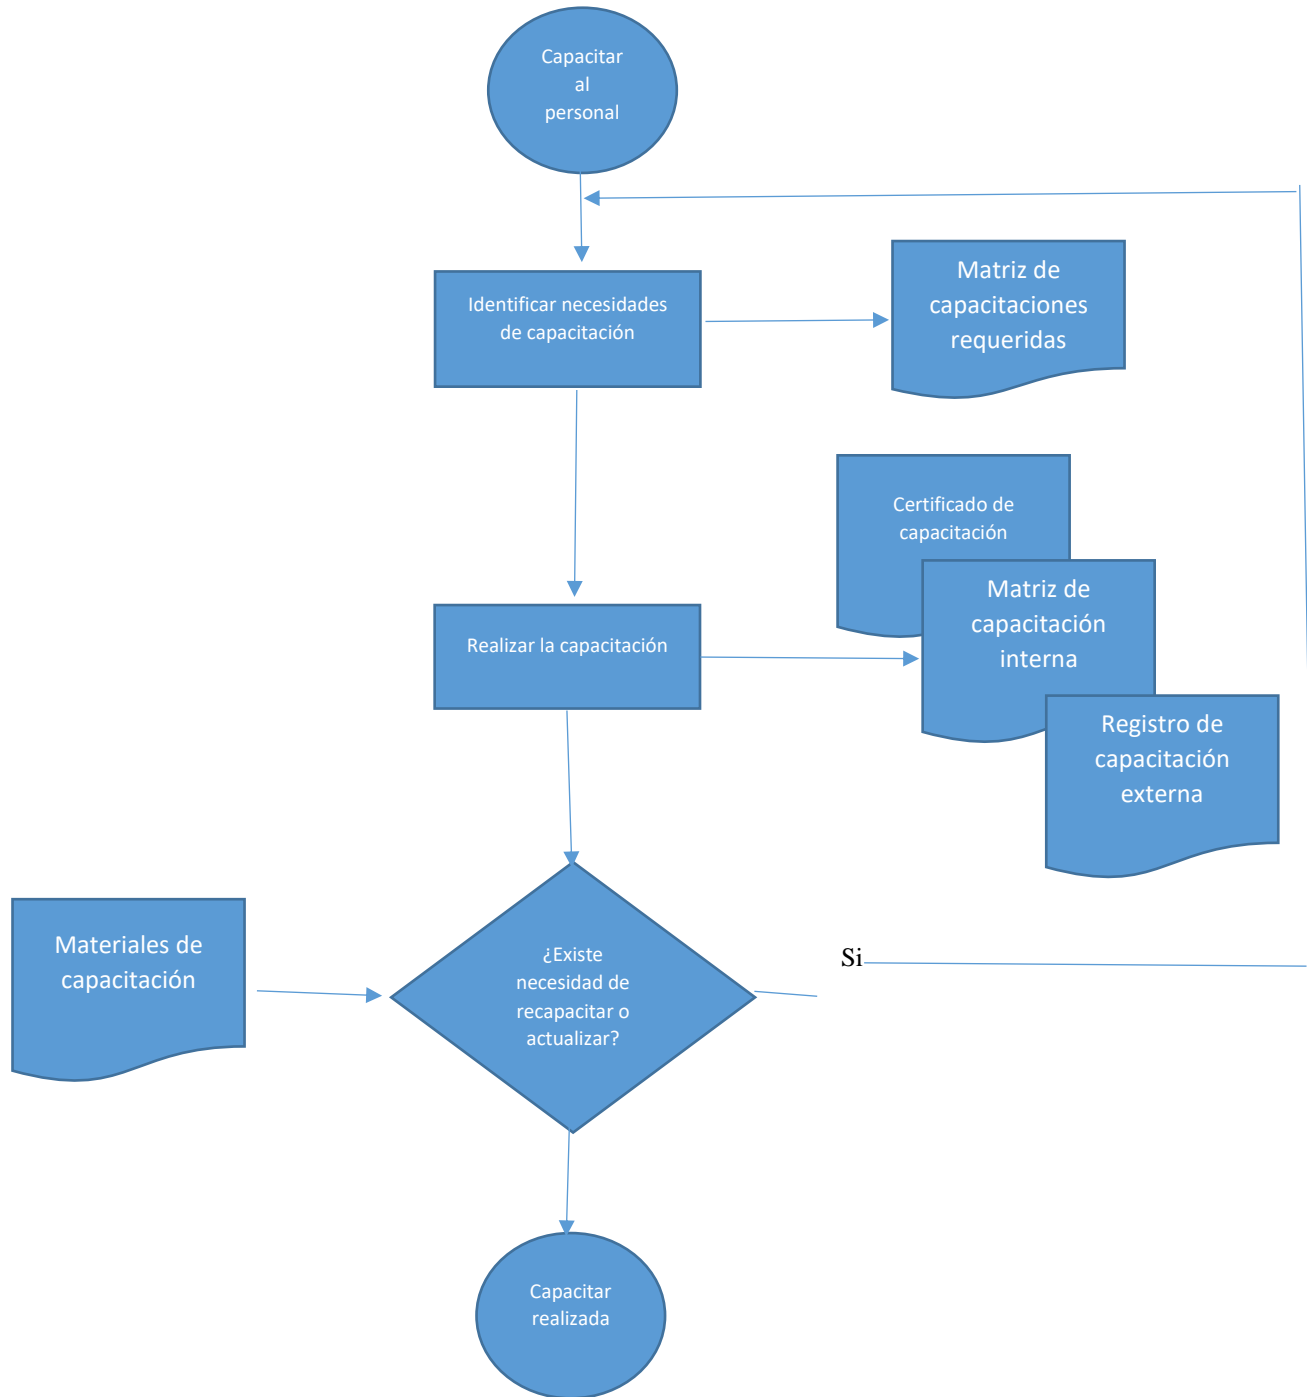 Capacitar
al
personal
Identificar necesidades
de capacitación
Matriz de
capacitaciones
requeridas
Certificado de
capacitación
Matriz de
capacitación
interna
Realizar la capacitación
Registro de
capacitación
externa
Materiales de
capacitación
¿Existe
necesidad de
recapacitar o
actualizar?
Si
Capacitar
realizada